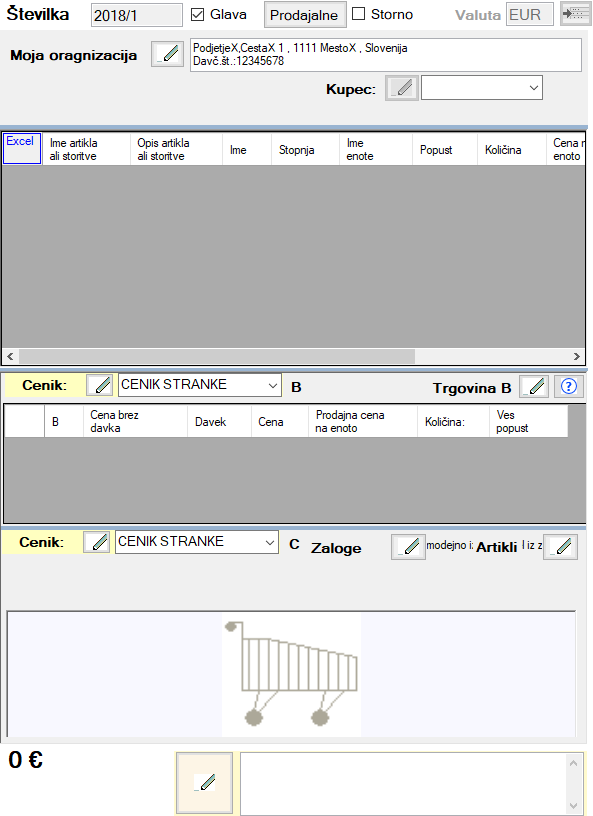 Številka 2018/1 Glava Prodajalne Storno Valuta EUR
Moja oragnizacija
PodjetjeX,CestaX 1 , 1111 MestoX , Slovenija
Davč.št.:12345678
Kupec:
Excel
Ime artikla
ali storitve
Opis artikla
ali storitve
Ime
Stopnja
Ime
enote
Popust
Količina
Cena
enoto
Cenik: CENIK STRANKE B Trgovina B ?
B
Cena brez
davka
Davek
Cena
Prodajna cena
na enoto
Količina:
Ves
popust
Cenik: CENIK STRANKE C Zaloge modejno Artikli iz z
0 €